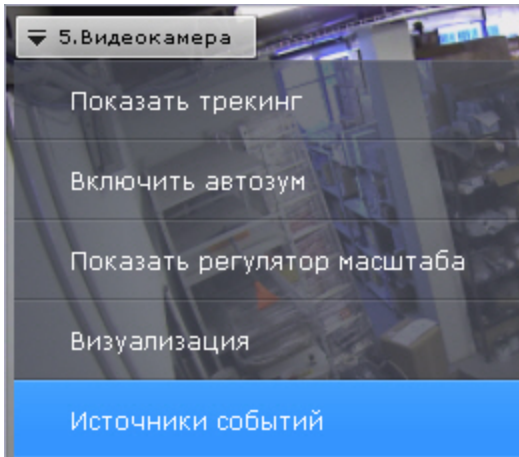 5.Видеокамера
Показать трекинг
Включить автозум
Показать регулятор масштаба
Визуализация
Источники событий